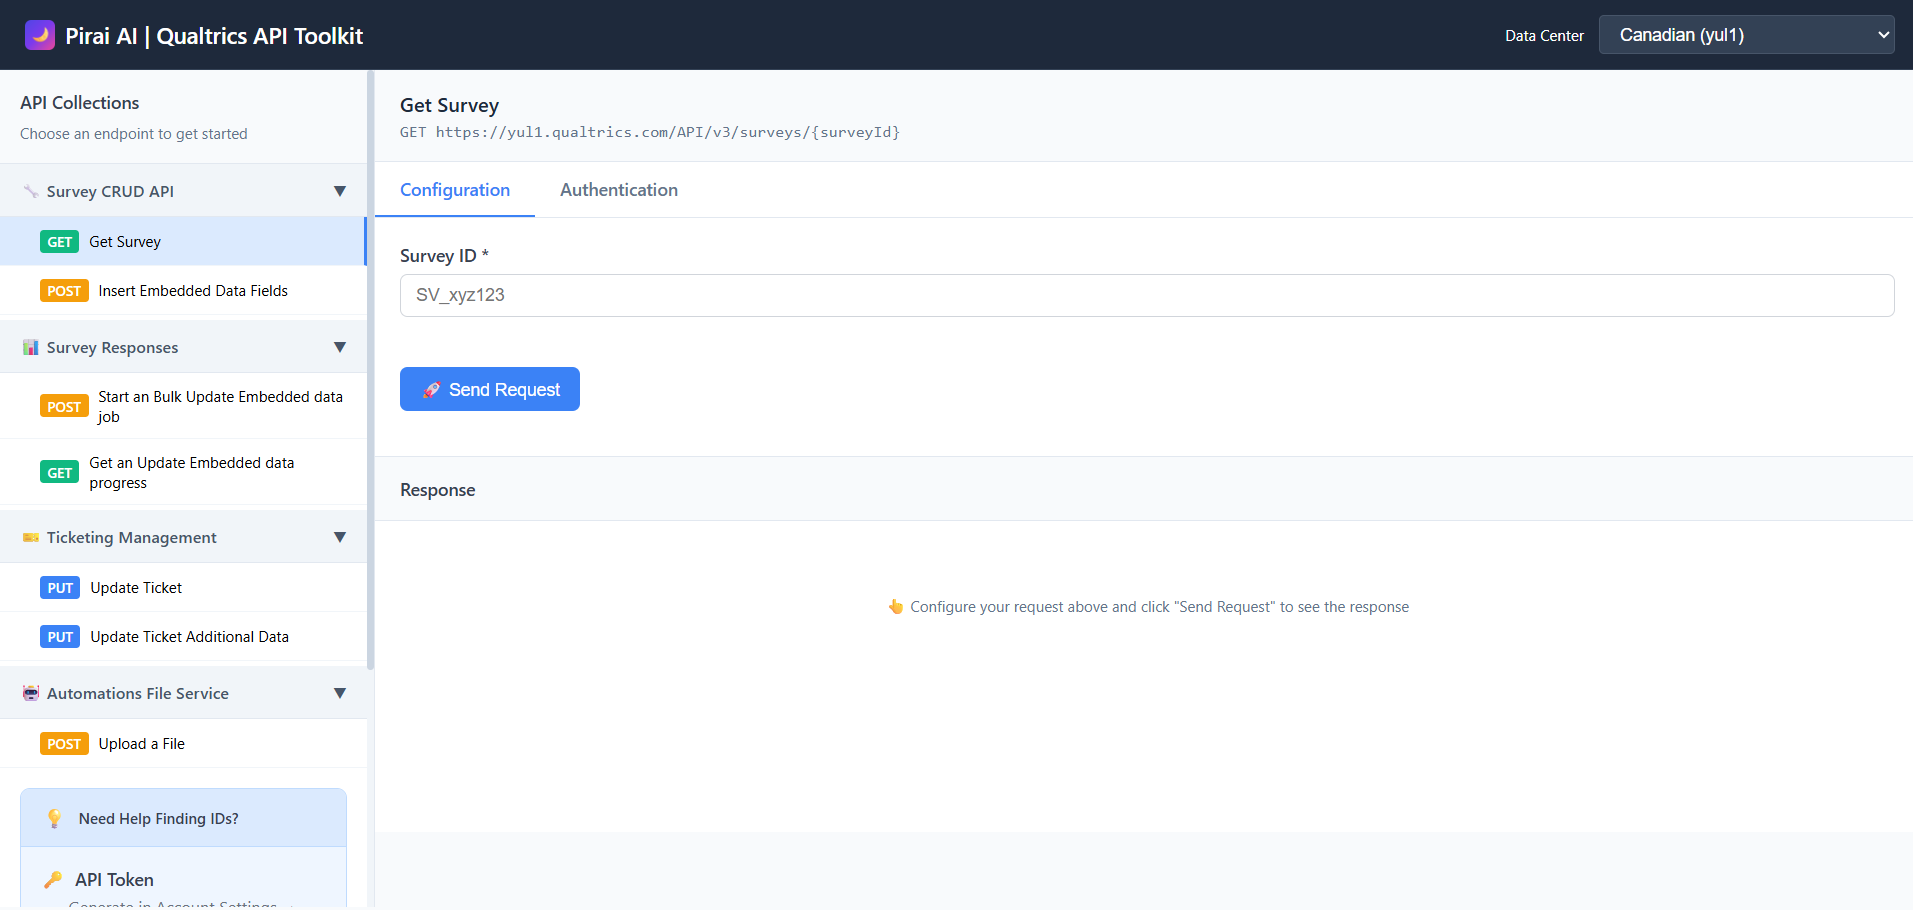 Pirai AI | Qualtrics API Toolkit
Data Center
Canadian (yul1)
API Collections
Choose an endpoint to get started
Survey CRUD API
GET Get Survey
POST Insert Embedded Data Fields
Survey Responses
POST Start an Bulk Update Embedded data
job
GET Get an Update Embedded data
progress
Ticketing Management
PUT Update Ticket
PUT Update Ticket Additional Data
Automations File Service
POST Upload a File
Need Help Finding IDs?
API Token
Generate in Account Settings
Get Survey
GET https://yul1.qualtrics.com/API/v3/surveys/{surveyId}
Configuration
Authentication
Survey ID *
SV_xyz123
Send Request
Response
Configure your request above and click "Send Request" to see the response